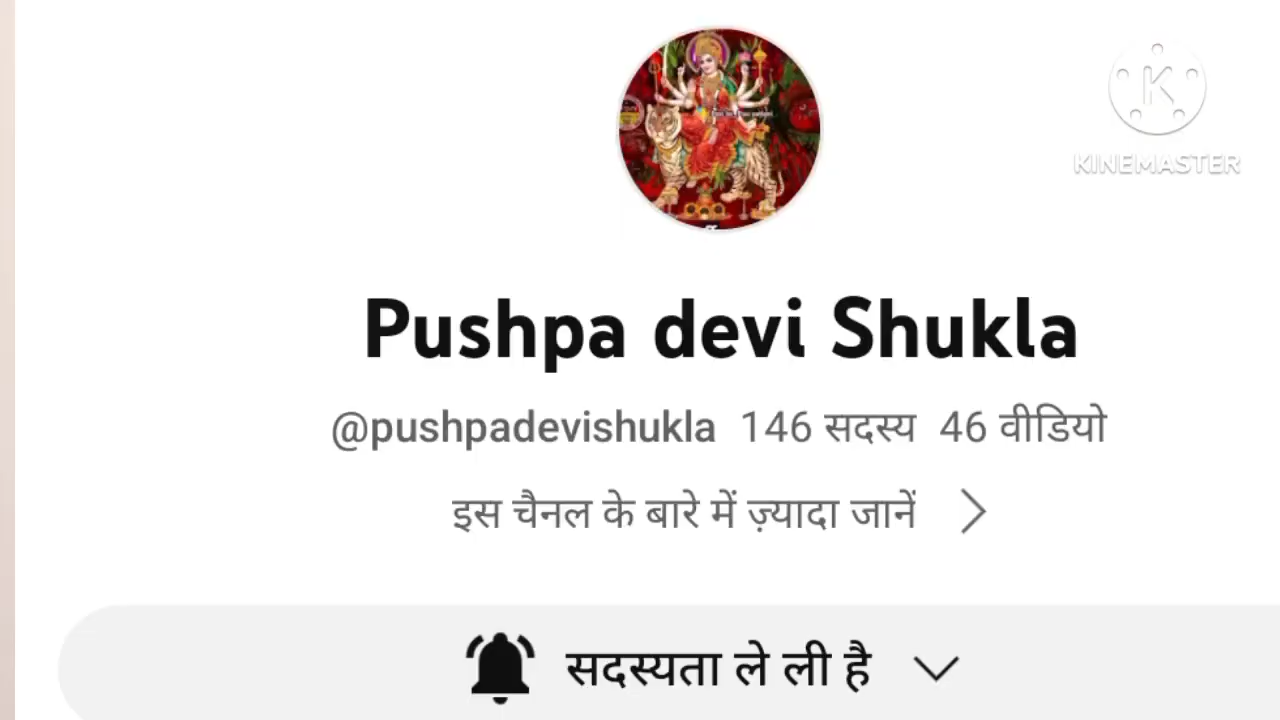 K
KINEMASTER
Pushpa devi Shukla
@pushpadevishukla 146 सदस्य 46 वीडियो
इस चैनल के बारे में ज़्यादा जानें
सदस्यता ले ली है